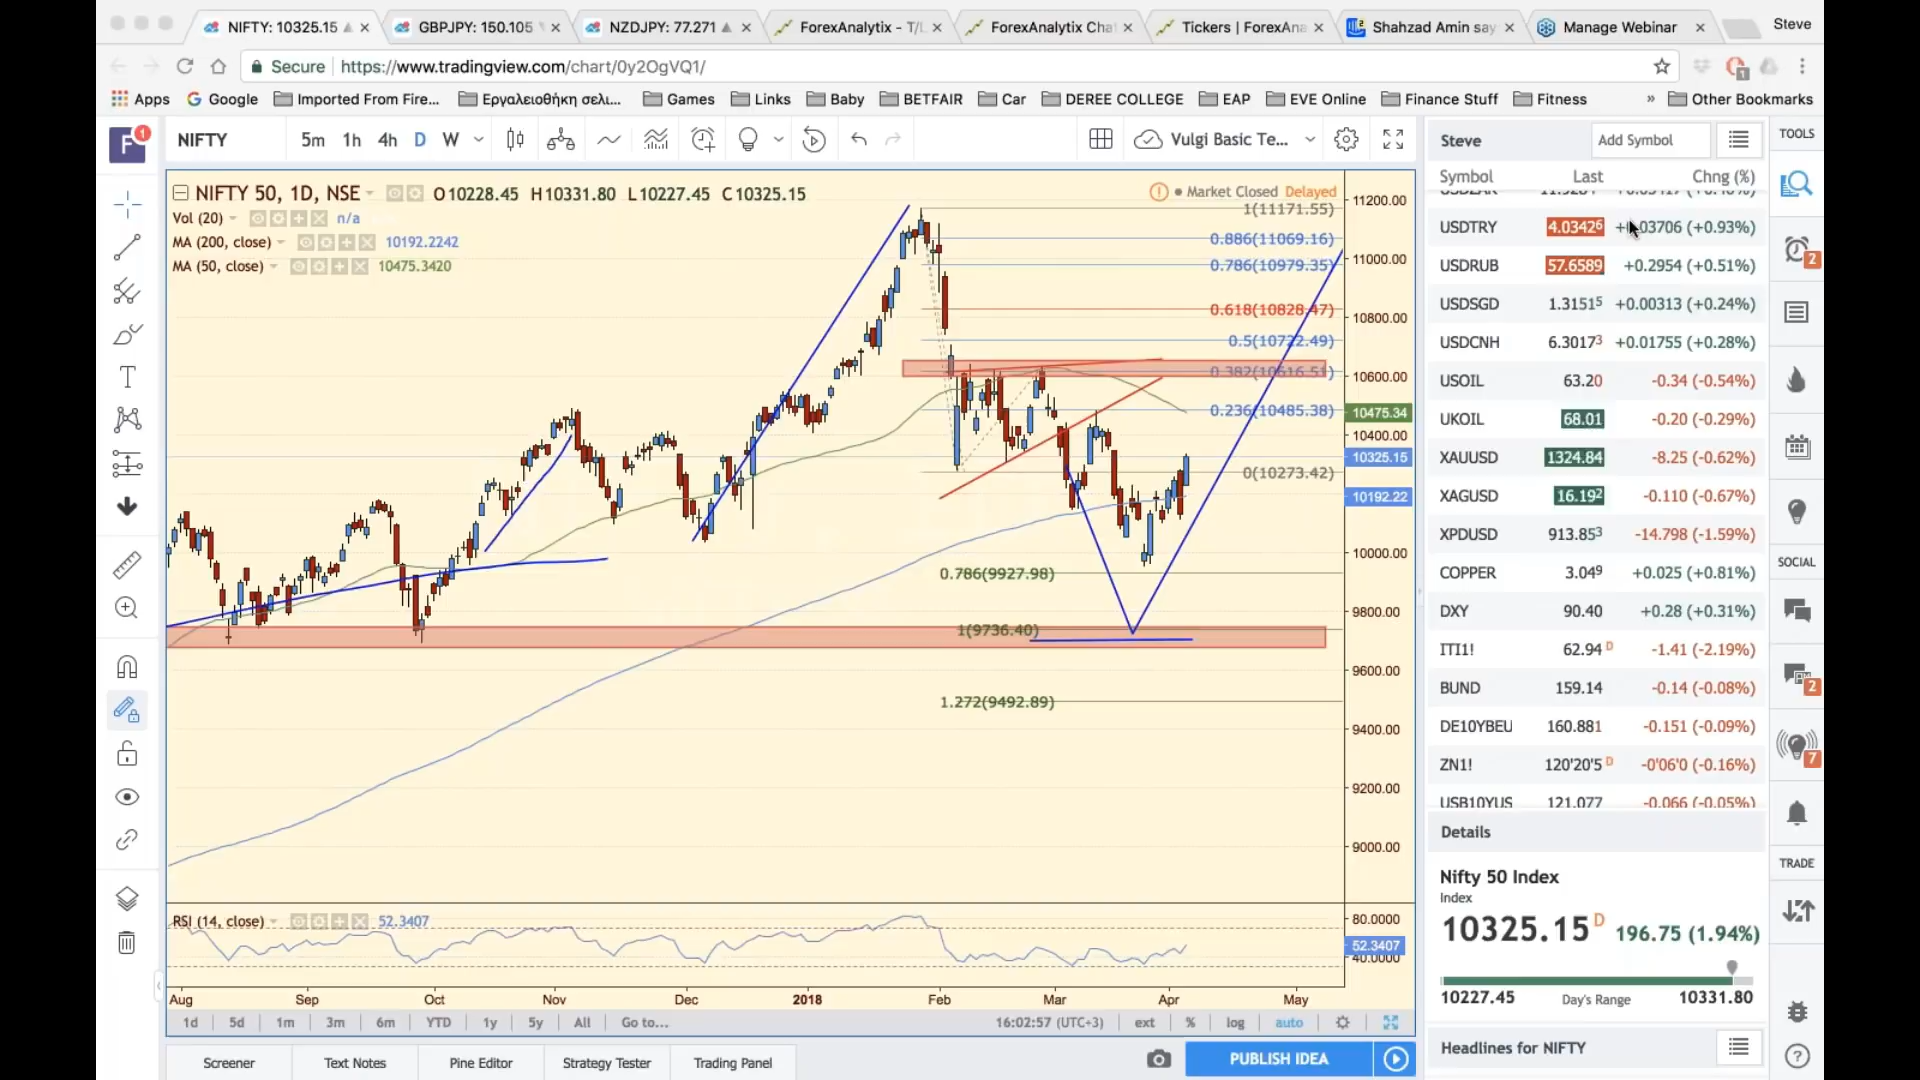 NIFTY: 10325.15
GBPJPY: 150.105
NZDJPY: 77.271
ForexAnalytix - T/L
ForexAnalytix Cha
Tickers | ForexAna
Shahzad Amin say
Manage Webinar
Steve
Secure
https://www.tradingview.com/chart/0y2OgVQ1/
Apps
Google
Imported From Fire...
Εργαλειοθήκη σελι...
Games
Links
Baby
BETFAIR
Car
DEREE COLLEGE
EAP
EVE Online
Finance Stuff
Fitness
»
Other Bookmarks
F 1
NIFTY
5m 1h 4h D W
Vulgi Basic Te...
NIFTY 50, 1D, NSE
O10228.45 H10331.80 L10227.45 C10325.15
Market Closed Delayed
Vol (20) n/a
MA (200, close) 10192.2242
MA (50, close) 10475.3420
1(11171.55)
0.886(11069.16)
0.786(10979.35)
0.618(10828.47)
0.5(10722.49)
0.382(10616.51)
0.236(10485.38)
0(10273.42)
0.786(9927.98)
1(9736.40)
1.272(9492.89)
11200.00
11000.00
10800.00
10600.00
10475.34
10400.00
10325.15
10192.22
10000.00
9800.00
9600.00
9400.00
9200.00
9000.00
RSI (14, close) 52.3407
80.0000
52.3407
40.0000
Aug Sep Oct Nov Dec 2018 Feb Mar Apr May
1d 5d 1m 3m 6m YTD 1y 5y All Go to...
16:02:57 (UTC+3) ext % log auto
Screener
Text Notes
Pine Editor
Strategy Tester
Trading Panel
PUBLISH IDEA
Steve
Add Symbol
Symbol Last Chng (%)
USDTRY 4.03426 +0.03706 (+0.93%)
USDRUB 57.6589 +0.2954 (+0.51%)
USDSGD 1.31515 +0.00313 (+0.24%)
USDCNH 6.30173 +0.01755 (+0.28%)
USOIL 63.20 -0.34 (-0.54%)
UKOIL 68.01 -0.20 (-0.29%)
XAUUSD 1324.84 -8.25 (-0.62%)
XAGUSD 16.192 -0.110 (-0.67%)
XPDUSD 913.853 -14.798 (-1.59%)
COPPER 3.049 +0.025 (+0.81%)
DXY 90.40 +0.28 (+0.31%)
ITI1! 62.94 D -1.41 (-2.19%)
BUND 159.14 -0.14 (-0.08%)
DE10YBEU 160.881 -0.151 (-0.09%)
ZN1! 120'20'5 D -0'06'0 (-0.16%)
USB10YUS 121.077 -0.066 (-0.05%)
Details
Nifty 50 Index
Index
10325.15 D 196.75 (1.94%)
10227.45 Day's Range 10331.80
Headlines for NIFTY
TOOLS
2
SOCIAL
2
7
TRADE